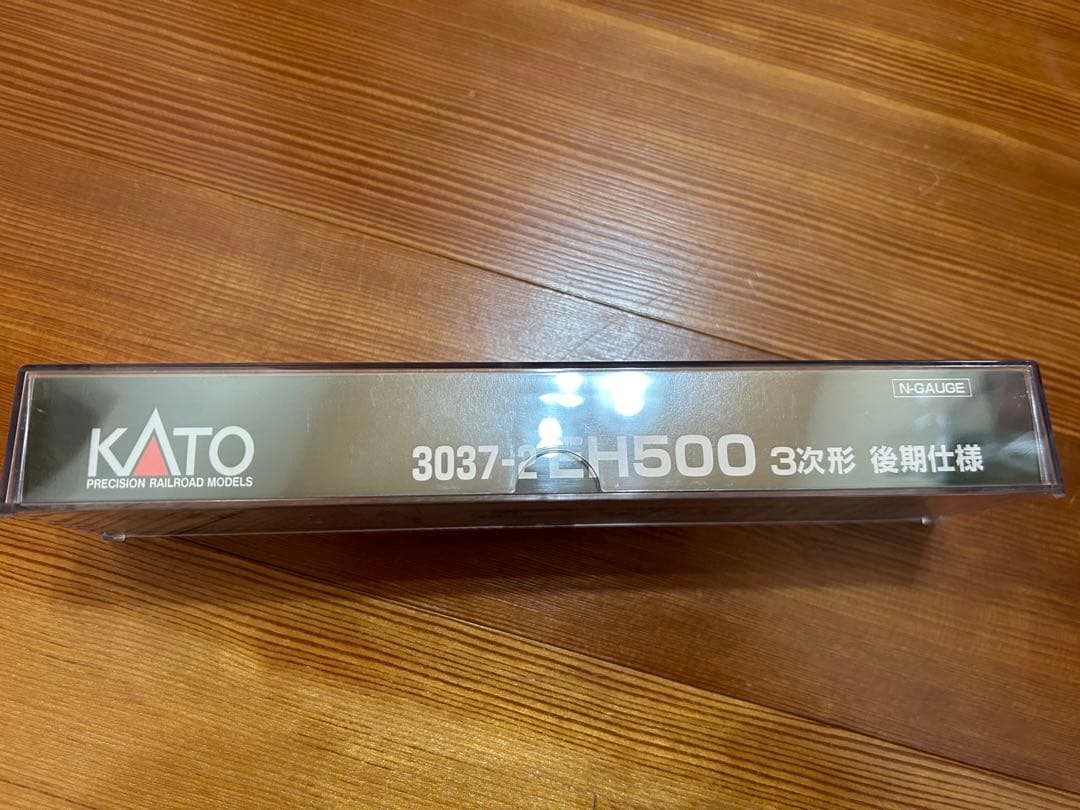 N-GAUGE
KATO
PRECISION RAILROAD MODELS
3037-2 EH500 3次形 後期仕様